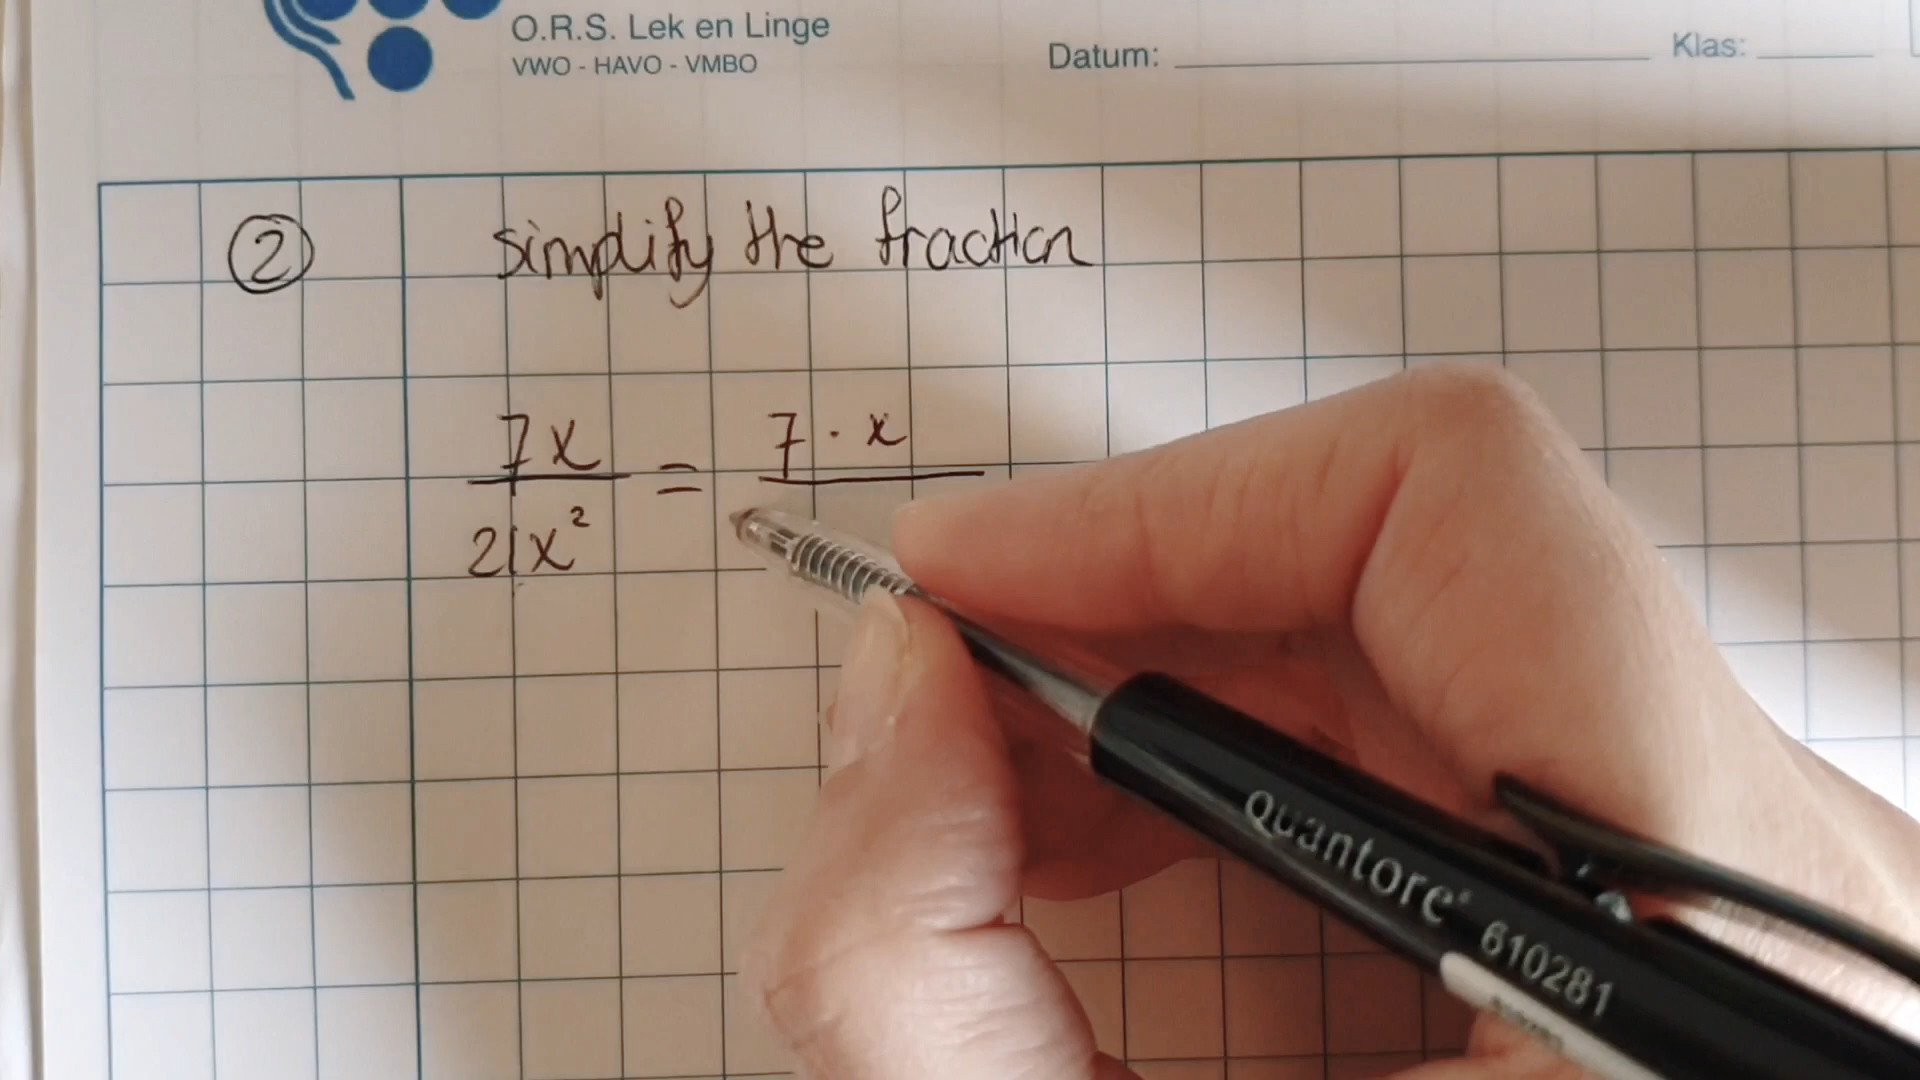 O.R.S. Lek en Linge
VWO - HAVO - VMBO
Datum: Klas:
② simplify the fraction
7x / 21x² = 7 · x
Quantore
610281